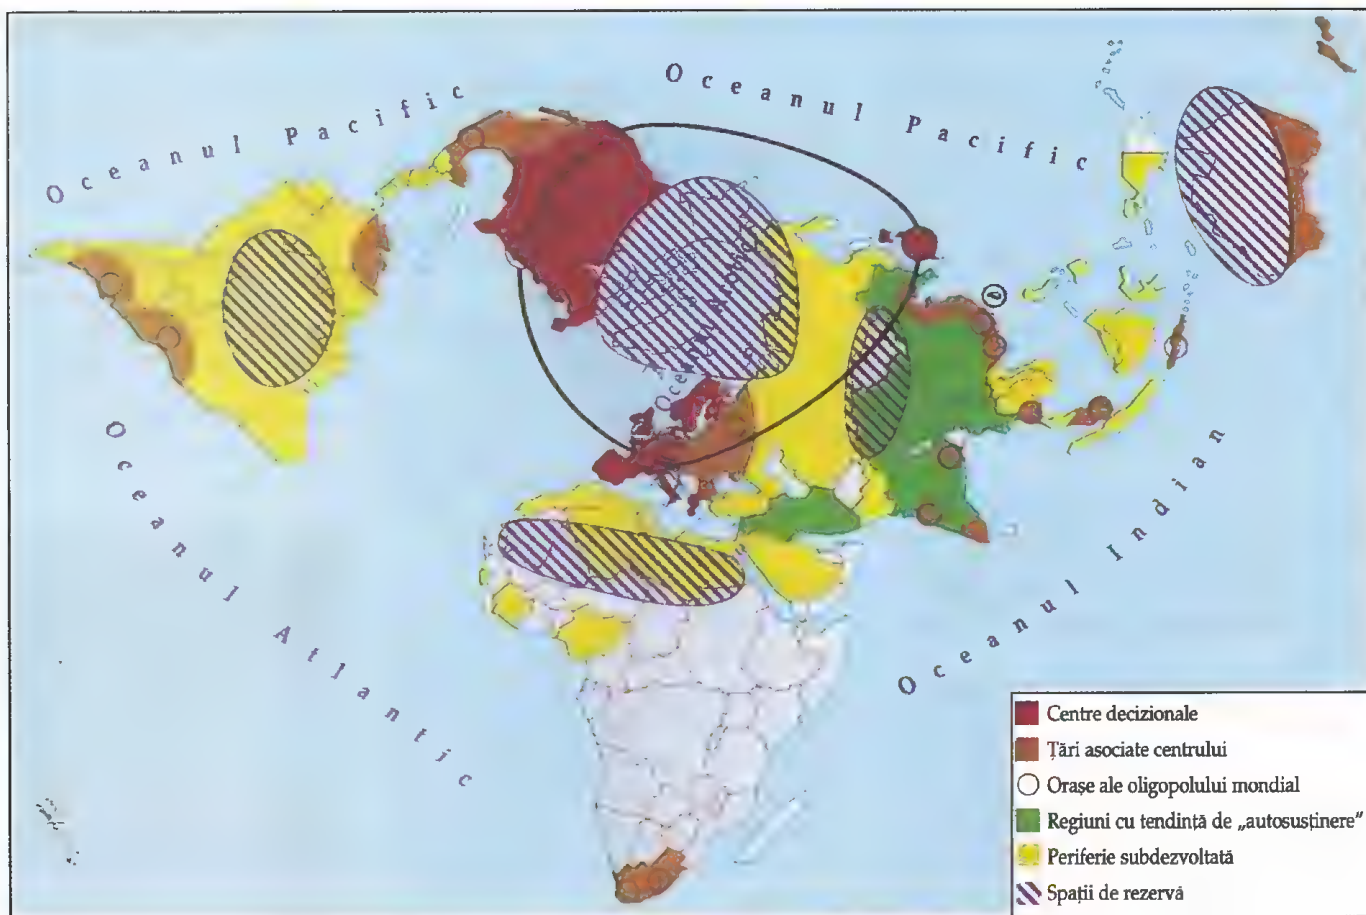 Oceanul Pacific
Oceanul Pacific
Oceanul Atlantic
Oceanul Indian
Centre decizionale
Țări asociate centrului
Orașe ale oligopolului mondial
Regiuni cu tendință de „autosusținere”
Periferie subdezvoltată
Spații de rezervă